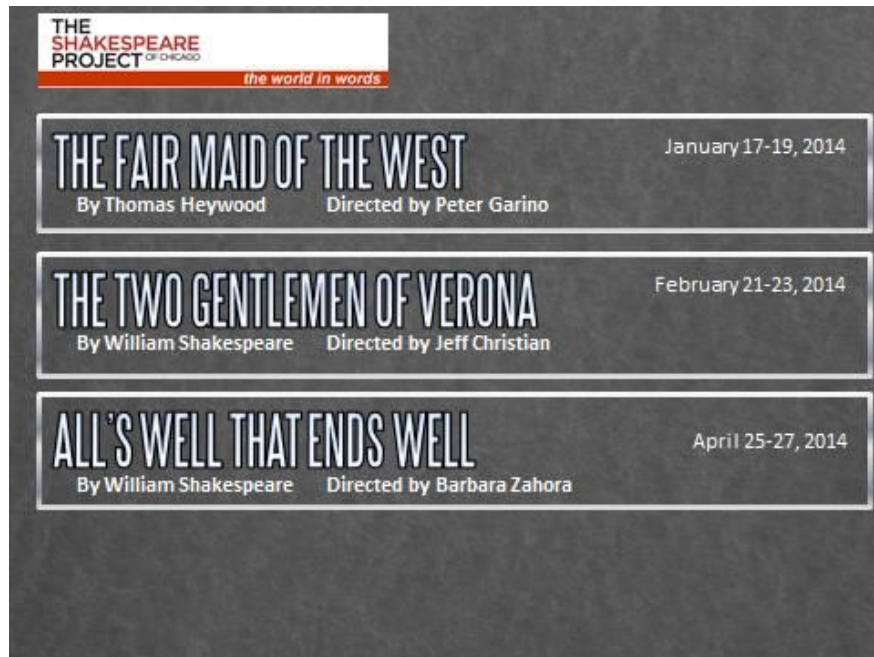 THE
SHAKESPEARE
PROJECT OF CHICAGO
the world in words
THE FAIR MAID OF THE WEST
January 17-19, 2014
By Thomas Heywood Directed by Peter Garino
THE TWO GENTLEMEN OF VERONA
February 21-23, 2014
By William Shakespeare Directed by Jeff Christian
ALL'S WELL THAT ENDS WELL
April 25-27, 2014
By William Shakespeare Directed by Barbara Zahora